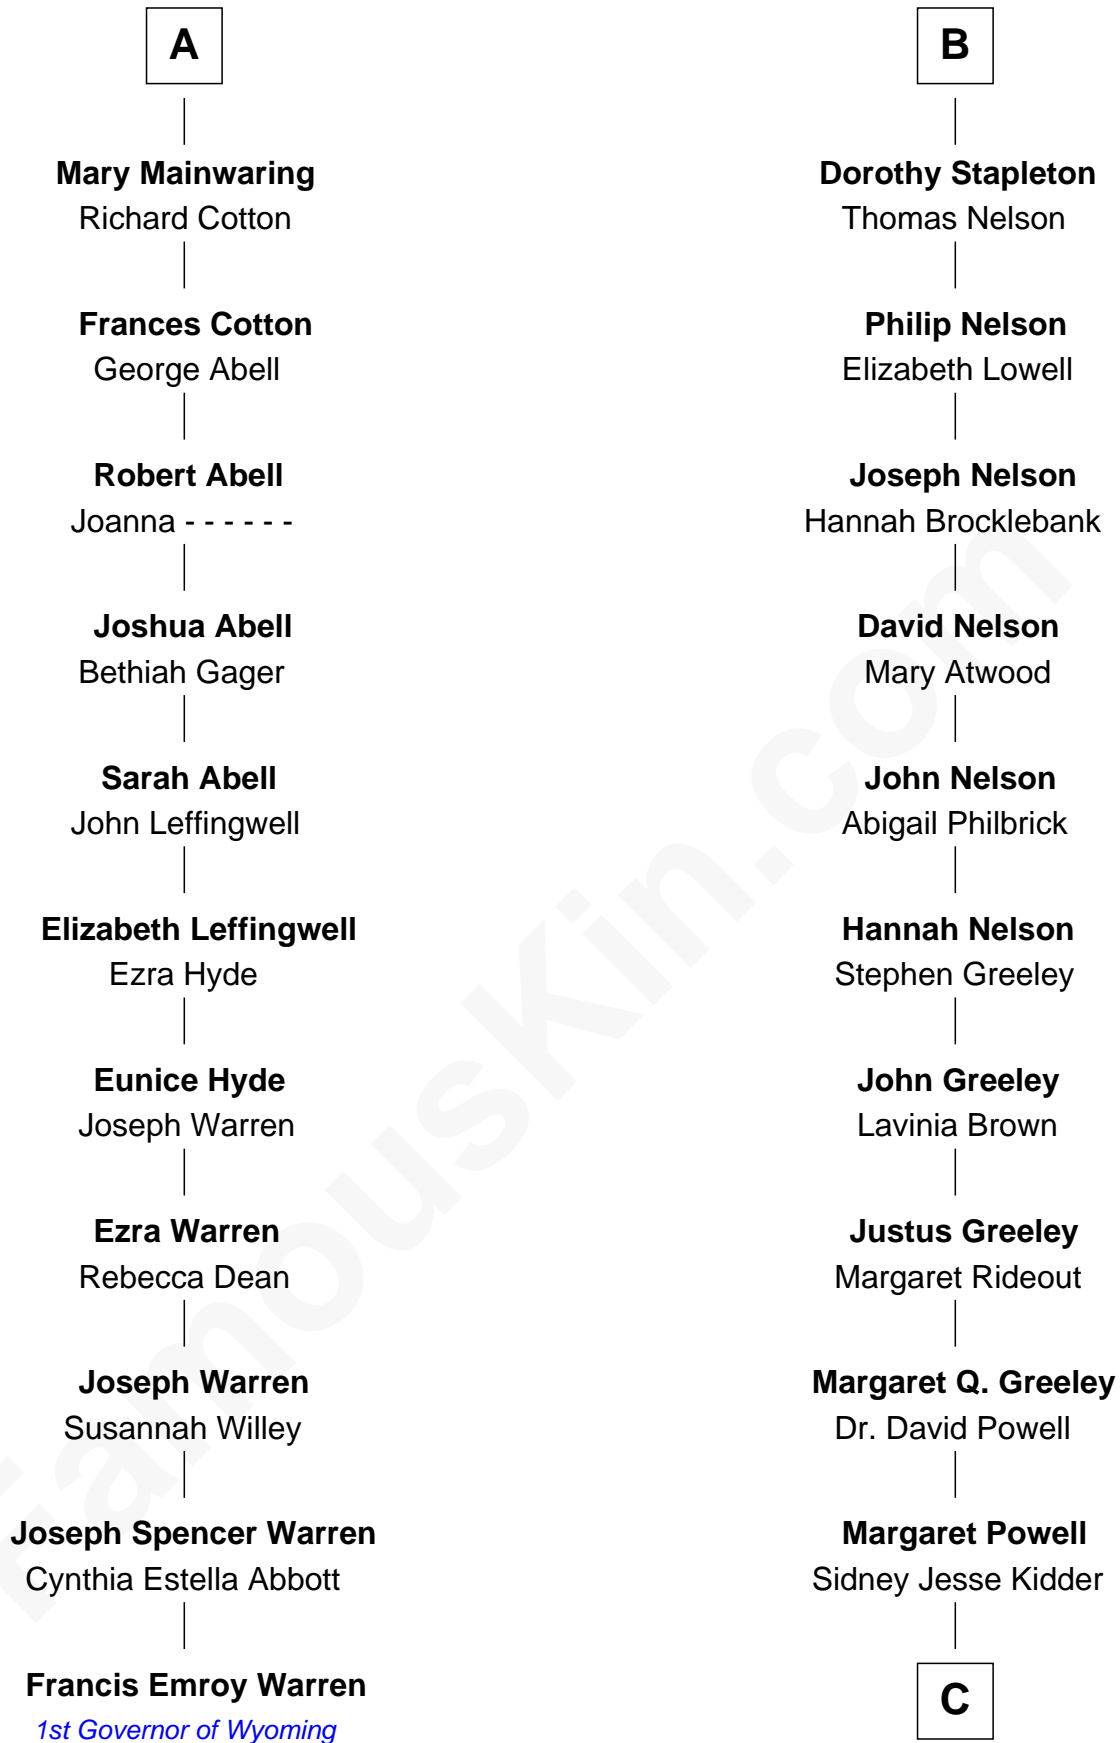 A
Mary Mainwaring
Richard Cotton
Frances Cotton
George Abell
Robert Abell
Joanna - - - - - -
Joshua Abell
Bethiah Gager
Sarah Abell
John Leffingwell
Elizabeth Leffingwell
Ezra Hyde
Eunice Hyde
Joseph Warren
Ezra Warren
Rebecca Dean
Joseph Warren
Susannah Willey
Joseph Spencer Warren
Cynthia Estella Abbott
Francis Emroy Warren
1st Governor of Wyoming
B
Dorothy Stapleton
Thomas Nelson
Philip Nelson
Elizabeth Lowell
Joseph Nelson
Hannah Brocklebank
David Nelson
Mary Atwood
John Nelson
Abigail Philbrick
Hannah Nelson
Stephen Greeley
John Greeley
Lavinia Brown
Justus Greeley
Margaret Rideout
Margaret Q. Greeley
Dr. David Powell
Margaret Powell
Sidney Jesse Kidder
C
FamousKin.com